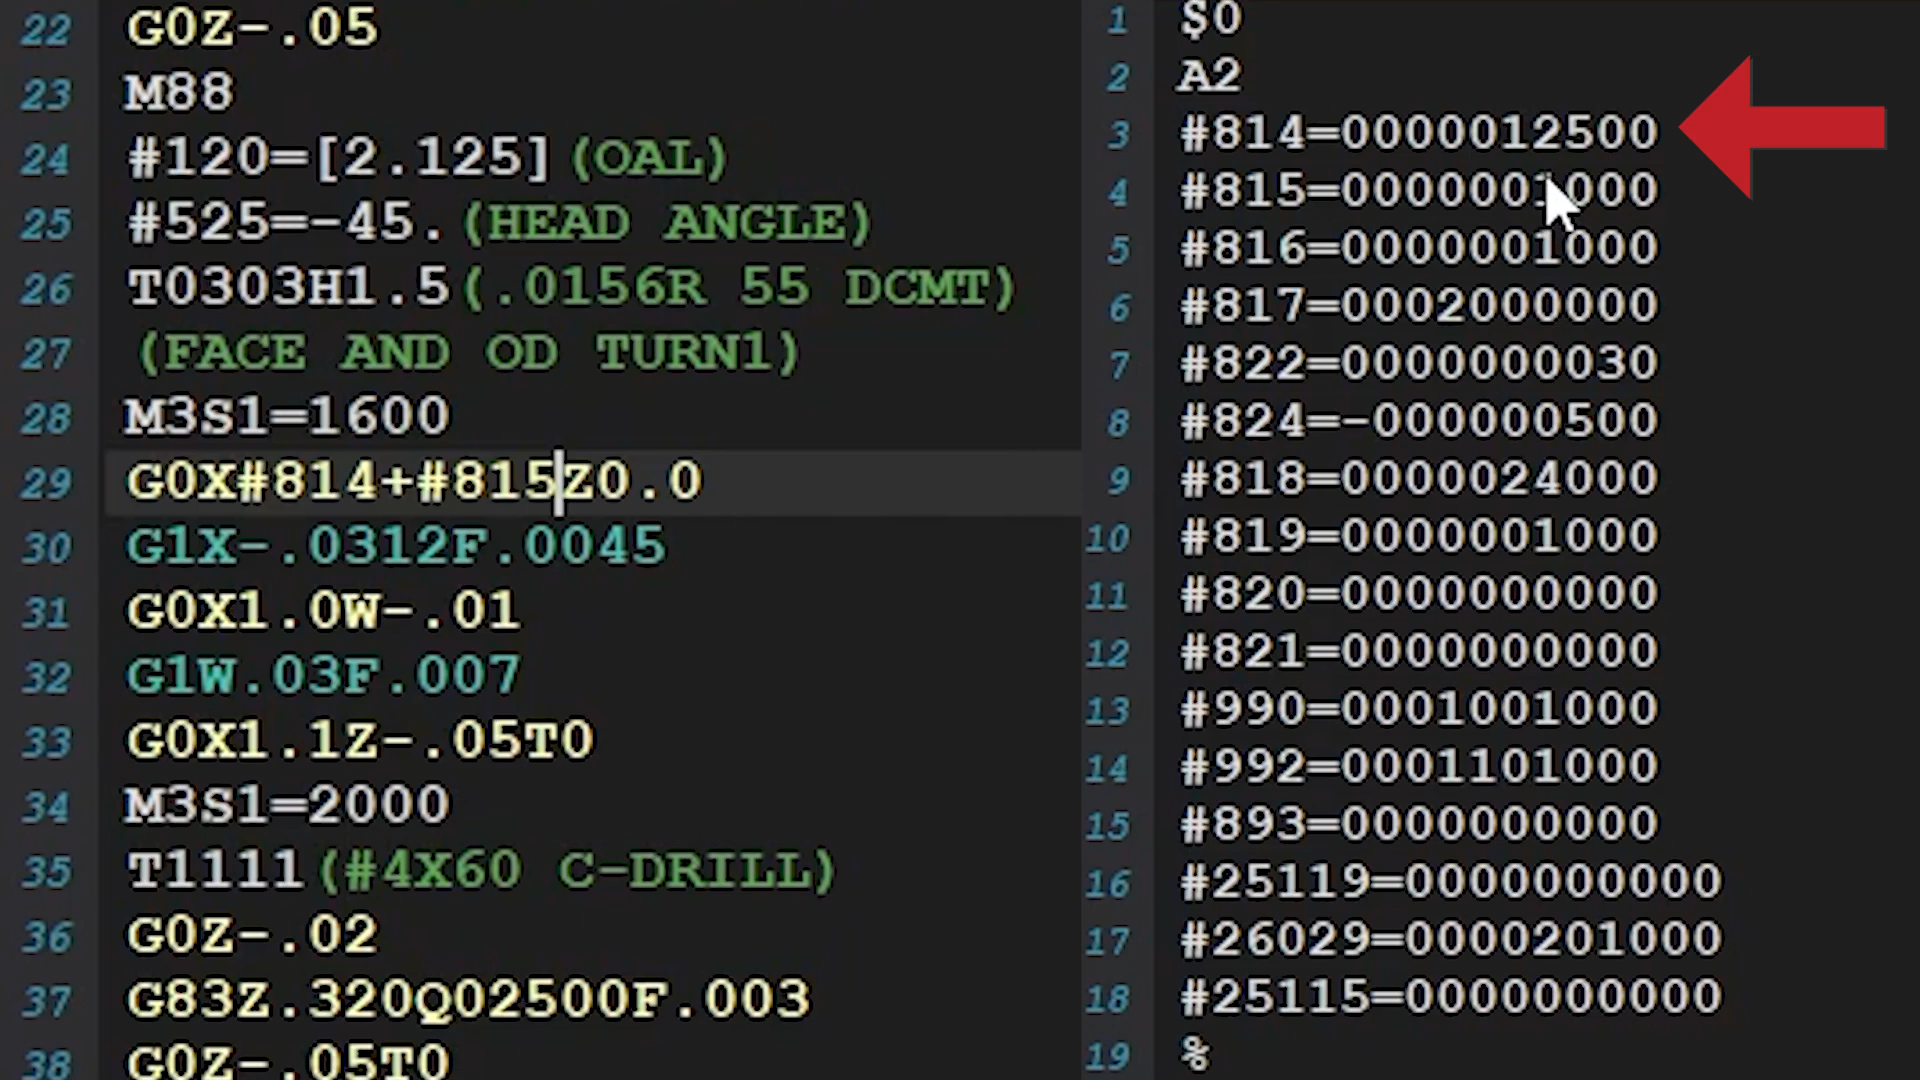 22 G0Z-.05
23 M88
24 #120=[2.125](OAL)
25 #525=-45.(HEAD ANGLE)
26 T0303H1.5(.0156R 55 DCMT)
27 (FACE AND OD TURN1)
28 M3S1=1600
29 G0X#814+#815Z0.0
30 G1X-.0312F.0045
31 G0X1.0W-.01
32 G1W.03F.007
33 G0X1.1Z-.05T0
34 M3S1=2000
35 T1111(#4X60 C-DRILL)
36 G0Z-.02
37 G83Z.320Q02500F.003
38 G0Z-.05T0
1 $0
2 A2
3 #814=0000012500
4 #815=0000001000
5 #816=0000001000
6 #817=0002000000
7 #822=0000000030
8 #824=-000000500
9 #818=0000024000
10 #819=0000001000
11 #820=0000000000
12 #821=0000000000
13 #990=0001001000
14 #992=0001101000
15 #893=0000000000
16 #25119=0000000000
17 #26029=0000201000
18 #25115=0000000000
19 %